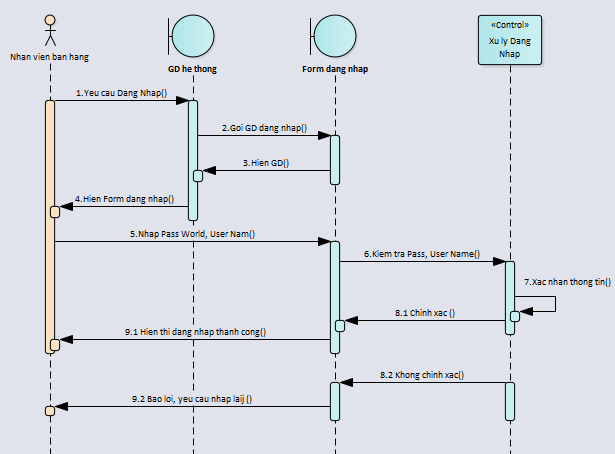 Nhan vien ban hang
GD he thong
Form dang nhap
«Control»
Xu ly Dang
Nhap
1.Yeu cau Dang Nhap()
2.Goi GD dang nhap()
3.Hien GD()
4.Hien Form dang nhap()
5.Nhap Pass World, User Nam()
6.Kiem tra Pass, User Name()
7.Xac nhan thong tin()
8.1 Chinh xac ()
9.1 Hien thi dang nhap thanh cong()
8.2 Khong chinh xac()
9.2 Bao loi, yeu cau nhap laij ()